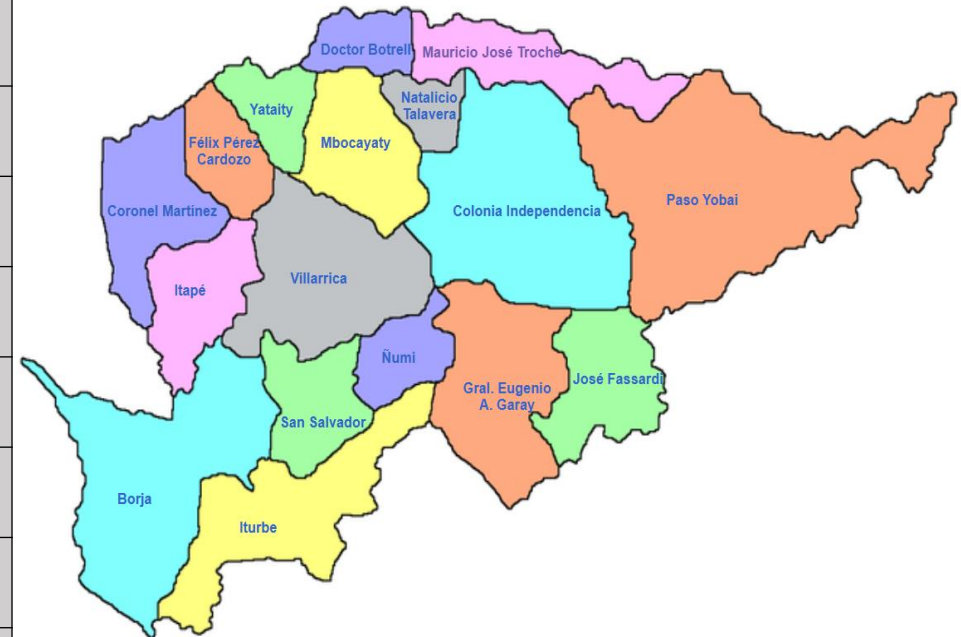 Doctor Botrell
Mauricio José Troche
Yataity
Natalicio
Talavera
Félix Pérez
Cardozo
Mbocayaty
Coronel Martinez
Colonia Independencia
Paso Yobai
Itapé
Villarrica
Ñumi
José Fassardi
Gral. Eugenio
A. Garay
San Salvador
Borja
Iturbe